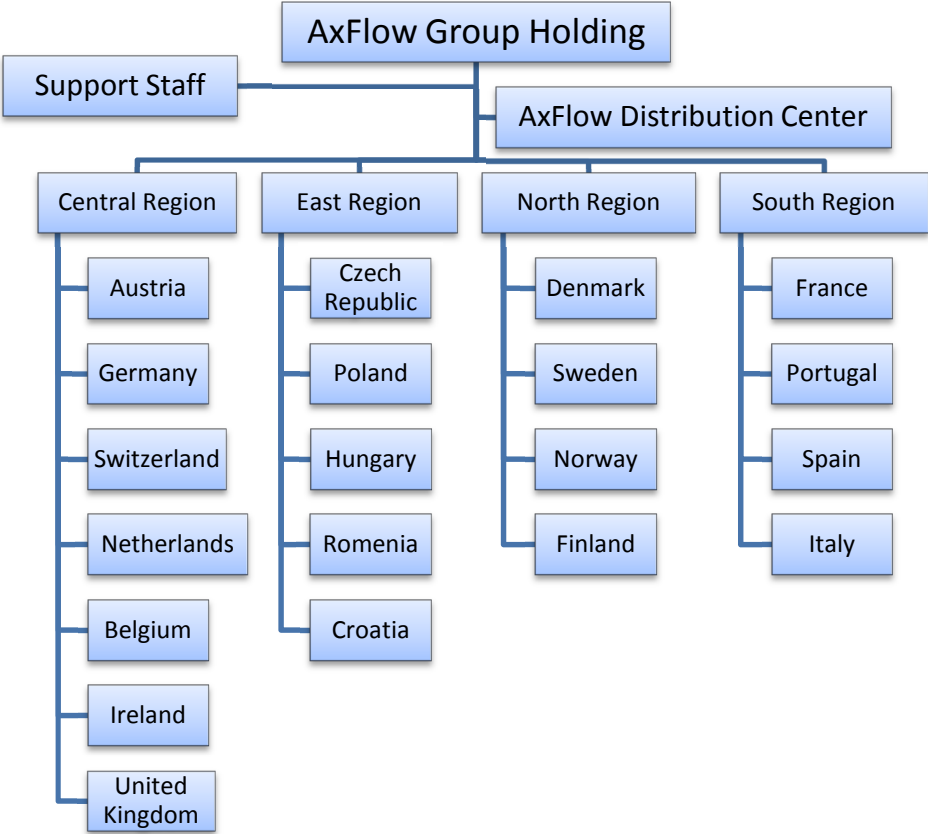 AxFlow Group Holding
Support Staff
AxFlow Distribution Center
Central Region
East Region
North Region
South Region
Austria
Germany
Switzerland
Netherlands
Belgium
Ireland
United
Kingdom
Czech
Republic
Poland
Hungary
Romenia
Croatia
Denmark
Sweden
Norway
Finland
France
Portugal
Spain
Italy